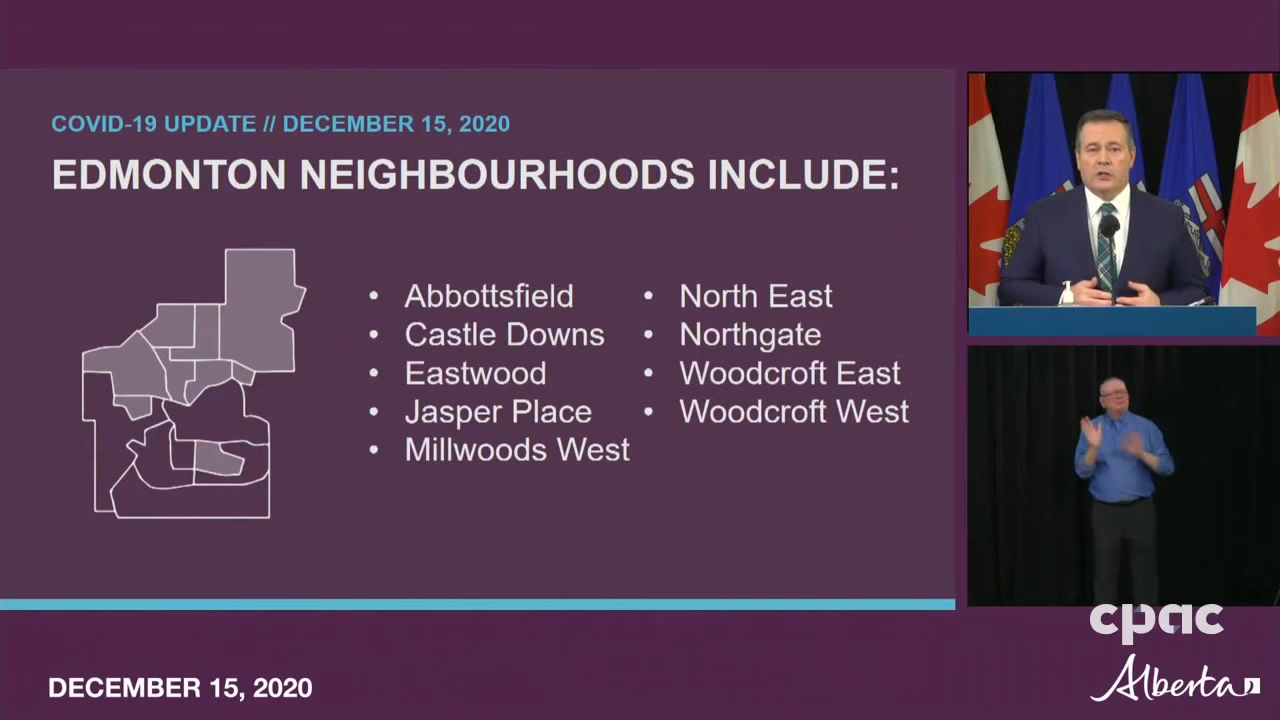 COVID-19 UPDATE // DECEMBER 15, 2020
EDMONTON NEIGHBOURHOODS INCLUDE:
• Abbottsfield
• Castle Downs
• Eastwood
• Jasper Place
• Millwoods West
• North East
• Northgate
• Woodcroft East
• Woodcroft West
cpac
Alberta
DECEMBER 15, 2020